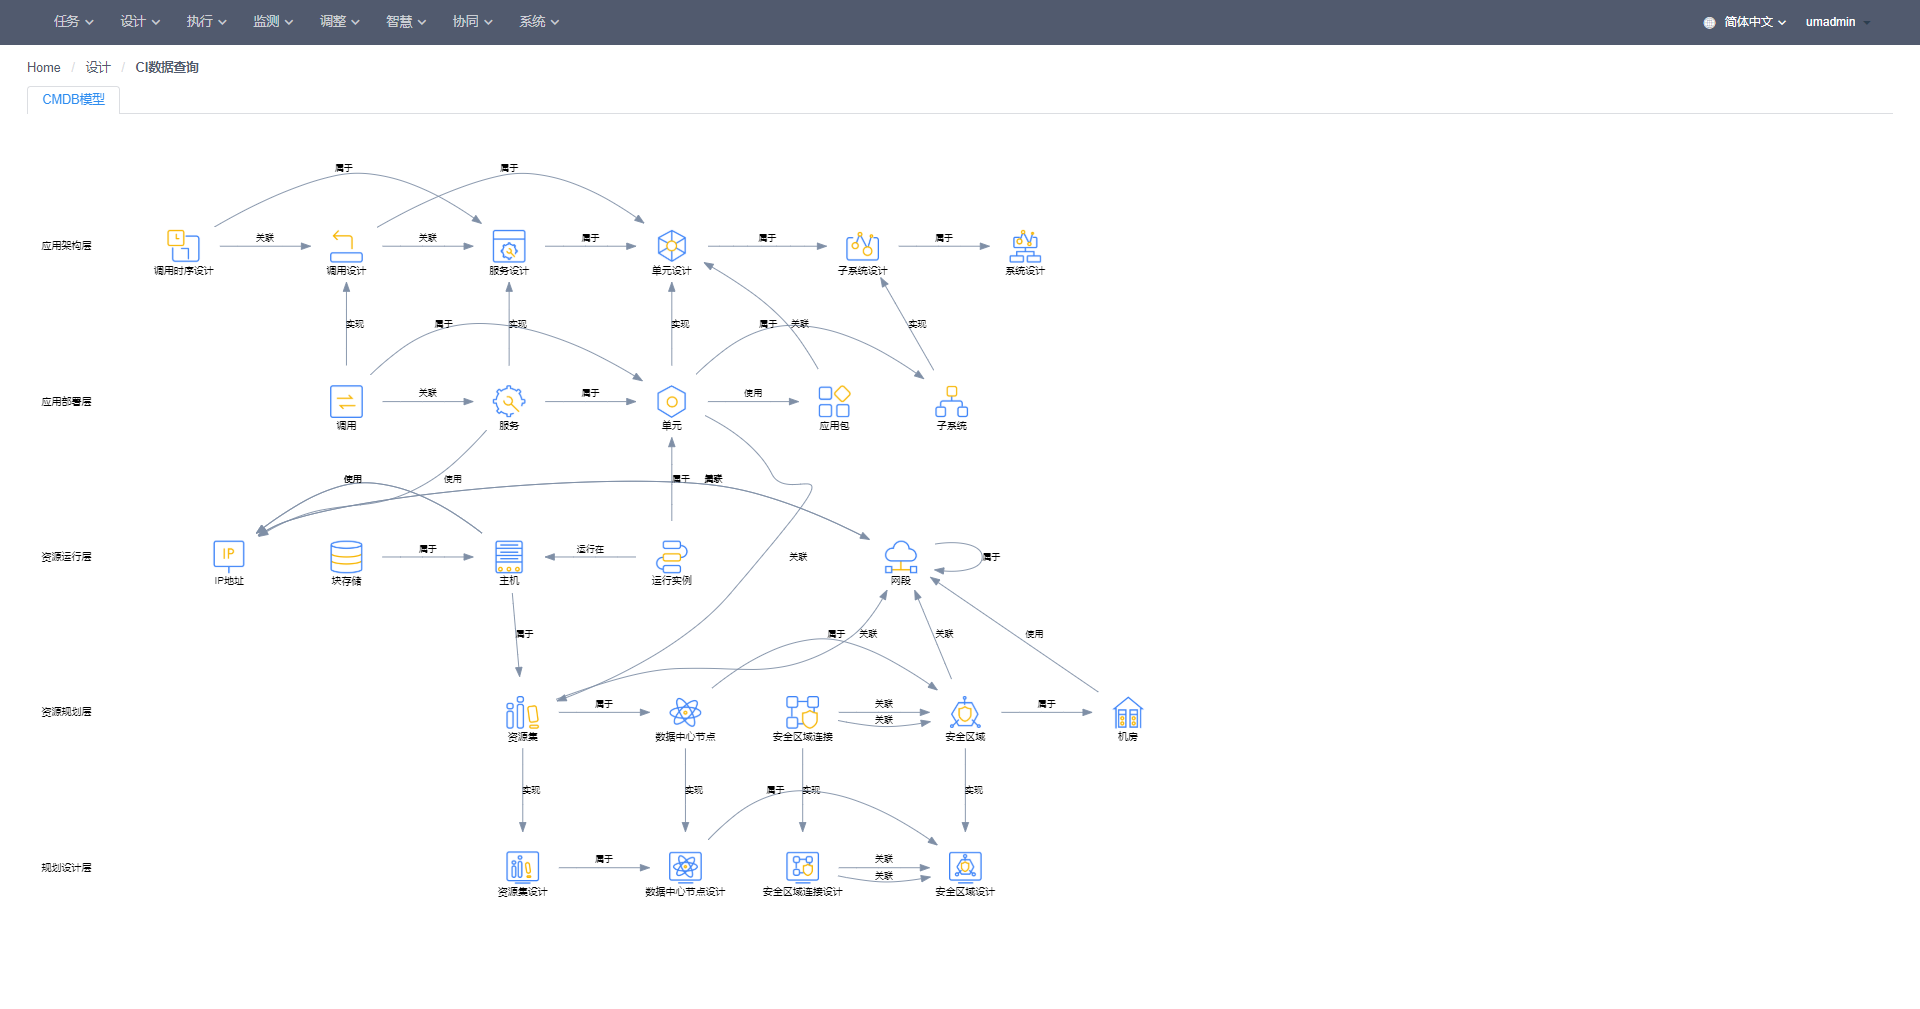 任务 设计 执行 监测 调整 智慧 协同 系统 简体中文 umadmin
Home / 设计 / CI数据查询
CMDB模型
属于 属于
关联 关联 属于 属于 属于
应用架构层
调用时序设计 调用设计 服务设计 单元设计 子系统设计 系统设计
实现 属于 实现 实现 属于 关联 实现
关联 属于 使用
应用部署层
调用 服务 单元 应用包 子系统
使用 使用 属于
属于 运行在 关联 属于
资源运行层
IP
IP地址 块存储 主机 运行实例 网段
属于 属于 关联 关联 使用
属于 关联 属于
资源规划层
关联
资源集 数据中心节点 安全区域连接 安全区域 机房
实现 实现 属于 实现 实现
属于 关联
规划设计层
关联
资源集设计 数据中心节点设计 安全区域连接设计 安全区域设计